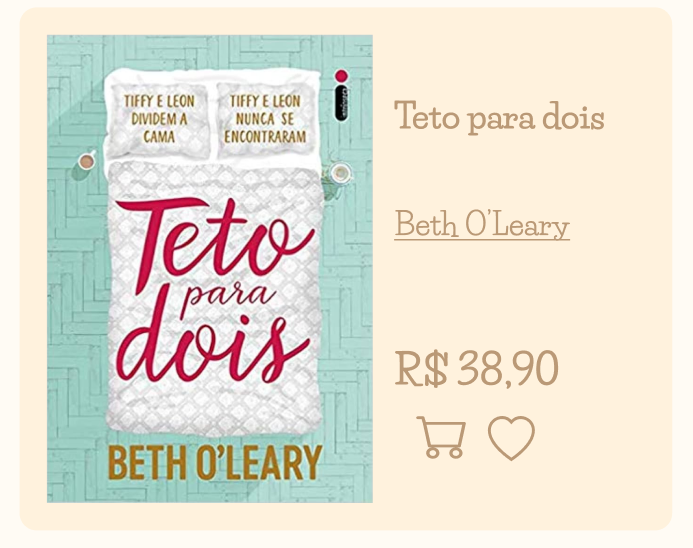 TIFFY E LEON
DIVIDEM A
CAMA
TIFFY E LEON
NUNCA SE
ENCONTRARAM
Teto
para
dois
BETH O'LEARY
Teto para dois
Beth O'Leary
R$ 38,90